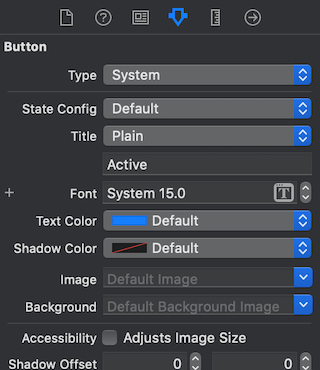 Button
Type System
State Config Default
Title Plain
Active
+ Font System 15.0 T
Text Color Default
Shadow Color Default
Image Default Image
Background Default Background Image
Accessibility Adjusts Image Size
Shadow Offset 0 0